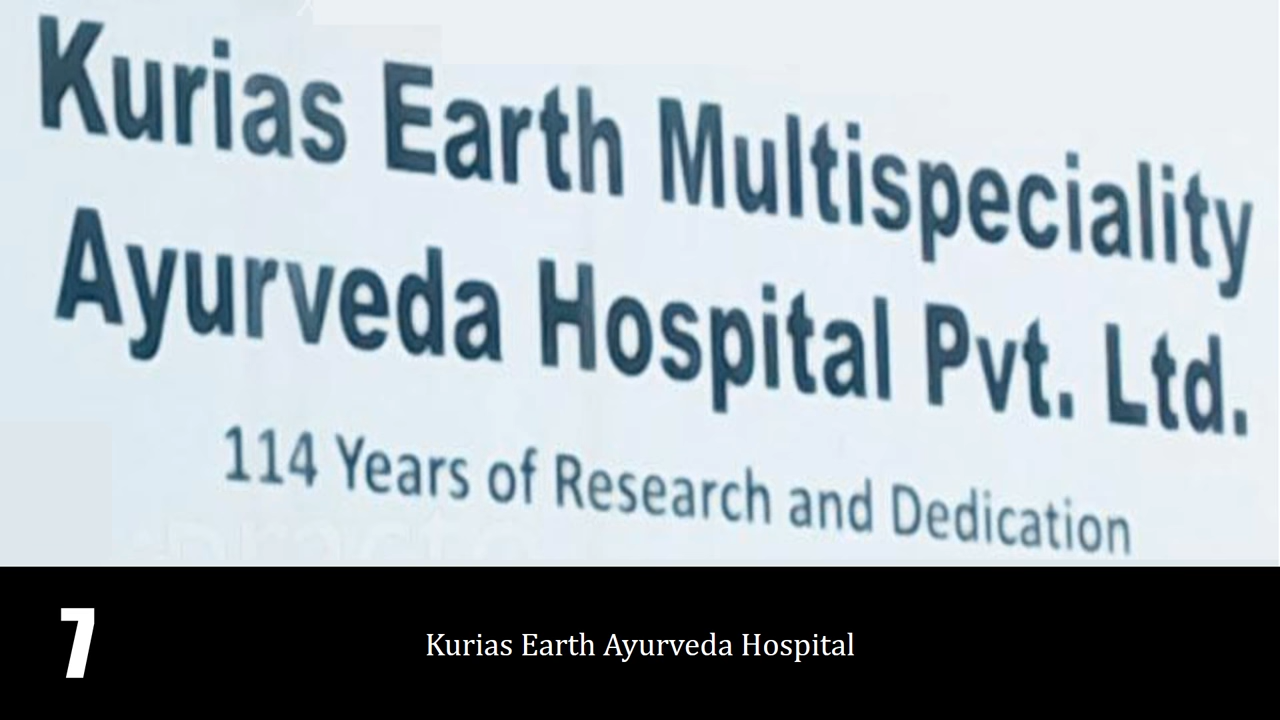 Kurias Earth Multispeciality
Ayurveda Hospital Pvt. Ltd.
114 Years of Research and Dedication
7
Kurias Earth Ayurveda Hospital